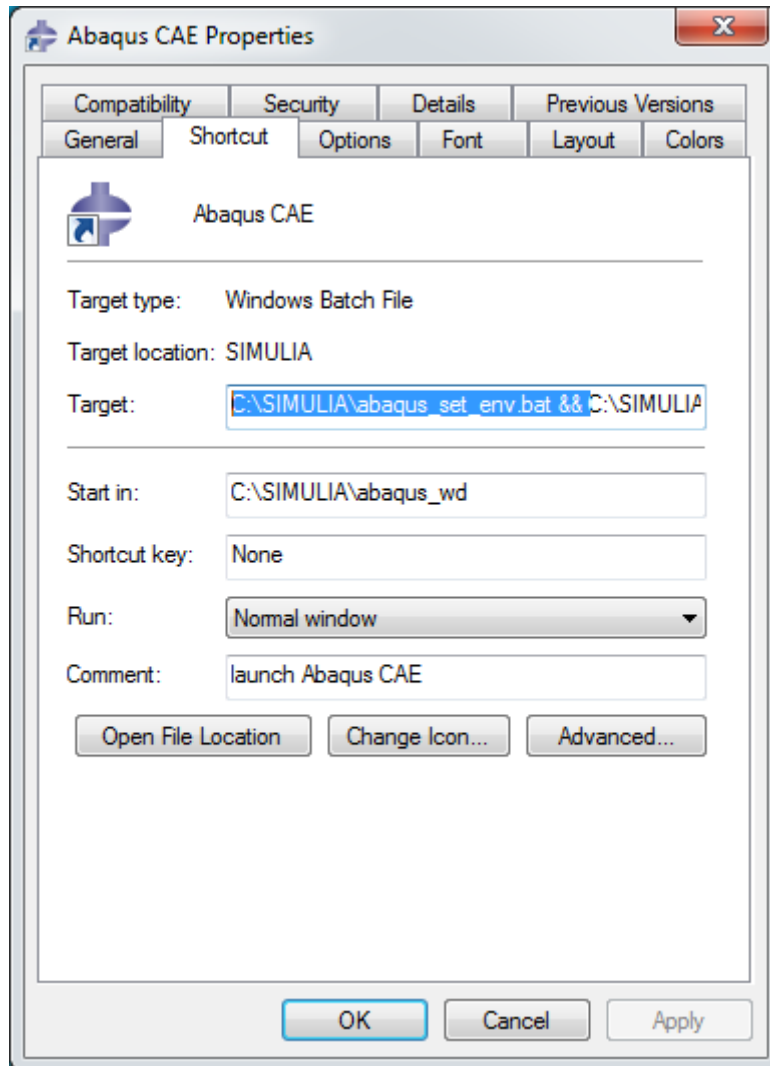 Abaqus CAE Properties
Compatibility Security Details Previous Versions
General Shortcut Options Font Layout Colors
Abaqus CAE
Target type: Windows Batch File
Target location: SIMULIA
Target: C:\SIMULIA\abaqus_set_env.bat && C:\SIMULIA
Start in: C:\SIMULIA\abaqus_wd
Shortcut key: None
Run: Normal window
Comment: launch Abaqus CAE
Open File Location Change Icon... Advanced...
OK Cancel Apply